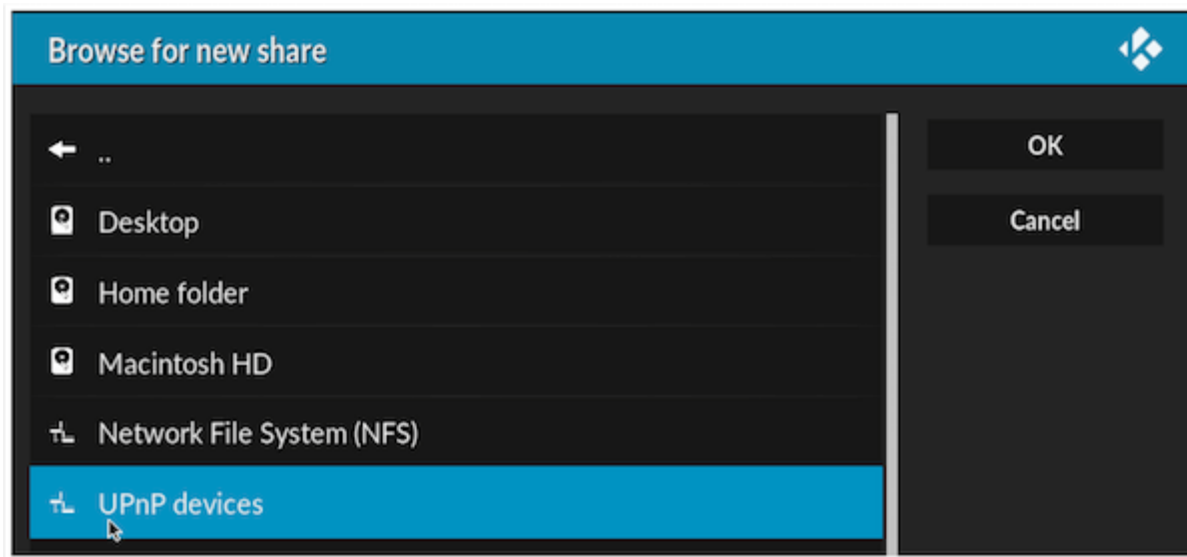 Browse for new share
..
OK
Desktop
Cancel
Home folder
Macintosh HD
Network File System (NFS)
UPnP devices